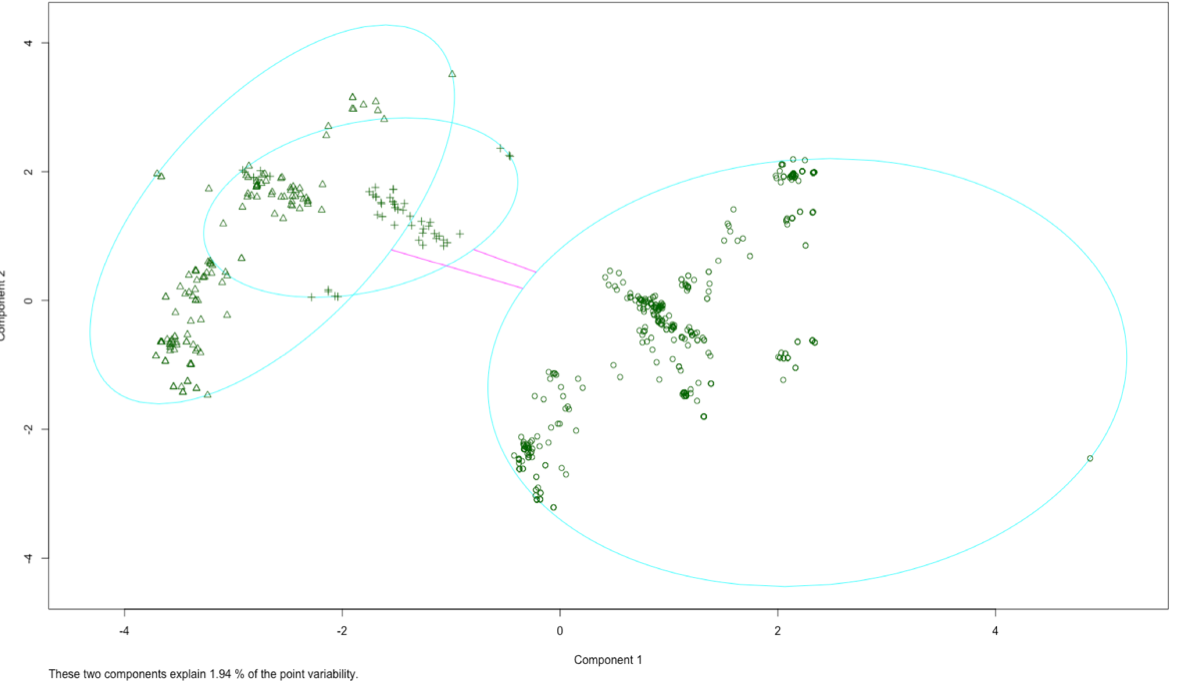 4
2
0
-2
-4
Component 2
-4 -2 0 2 4
Component 1
These two components explain 1.94 % of the point variability.